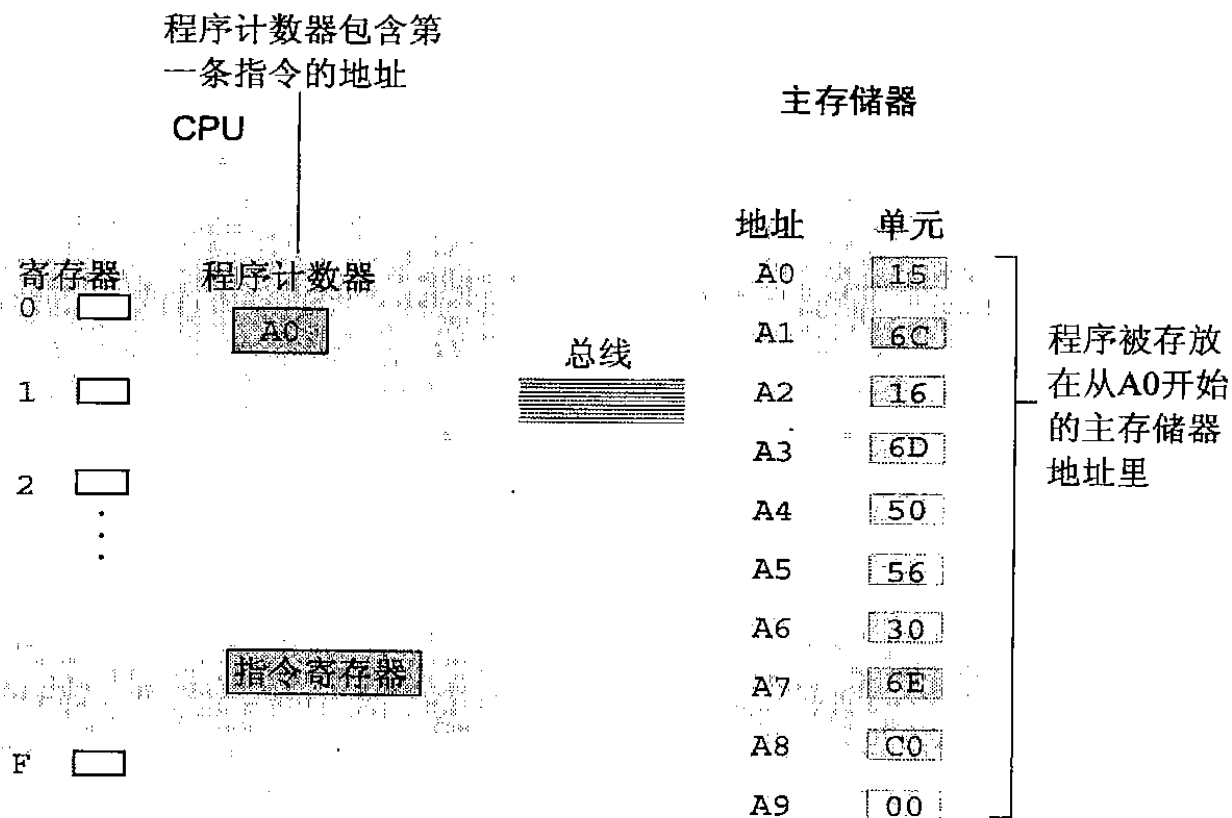 程序计数器包含第
一条指令的地址
CPU
主存储器
地址 单元
寄存器 程序计数器
0
A0
1
2
总线
指令寄存器
F
A0 15
A1 6C
A2 16
A3 6D
A4 50
A5 56
A6 30
A7 6E
A8 C0
A9 00
程序被存放
在从A0开始
的主存储器
地址里